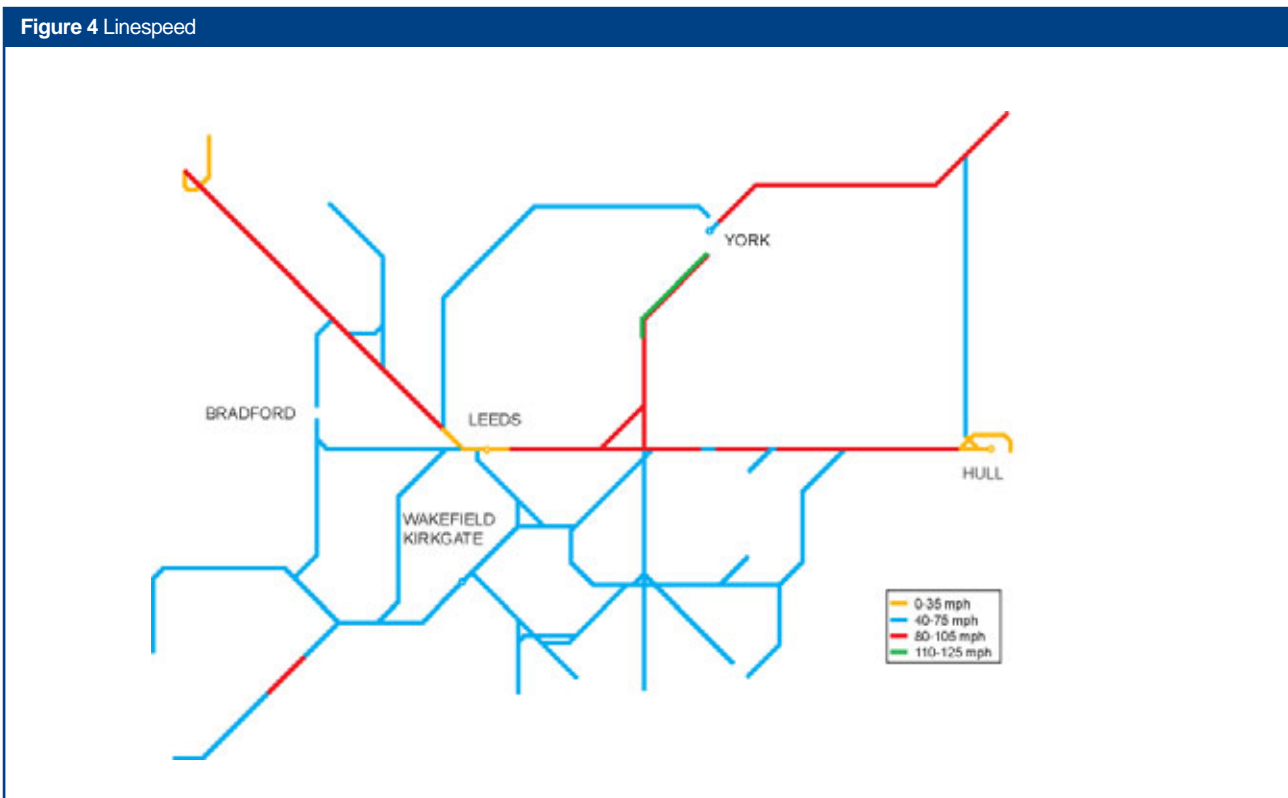 Figure 4 Linespeed
YORK
BRADFORD
LEEDS
HULL
WAKEFIELD
KIRKGATE
0-35 mph
40-75 mph
80-105 mph
110-125 mph